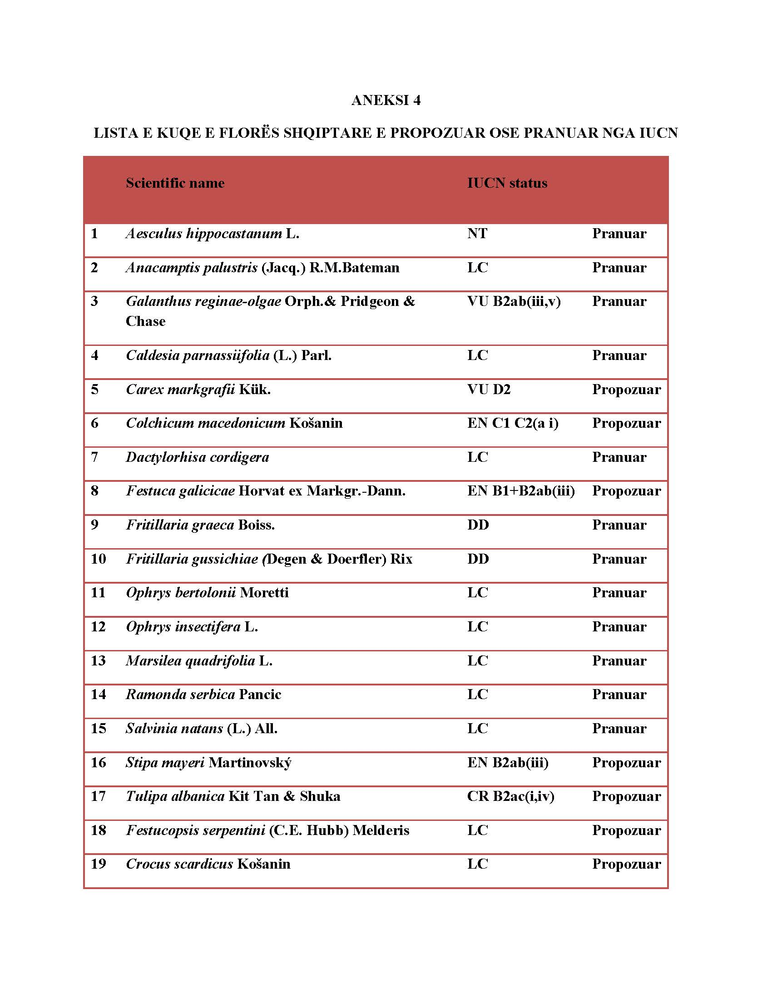 ANEKSI 4
LISTA E KUQE E FLORËS SHQIPTARE E PROPOZUAR OSE PRANUAR NGA IUCN
Scientific name IUCN status
1 Aesculus hippocastanum L. NT Pranuar
2 Anacamptis palustris (Jacq.) R.M.Bateman LC Pranuar
3 Galanthus reginae-olgae Orph.& Pridgeon & VU B2ab(iii,v) Pranuar
Chase
4 Caldesia parnassiifolia (L.) Parl. LC Pranuar
5 Carex markgrafii Kük. VU D2 Propozuar
6 Colchicum macedonicum Košanin EN C1 C2(a i) Propozuar
7 Dactylorhisa cordigera LC Pranuar
8 Festuca galicicae Horvat ex Markgr.-Dann. EN B1+B2ab(iii) Propozuar
9 Fritillaria graeca Boiss. DD Pranuar
10 Fritillaria gussichiae (Degen & Doerfler) Rix DD Pranuar
11 Ophrys bertolonii Moretti LC Pranuar
12 Ophrys insectifera L. LC Pranuar
13 Marsilea quadrifolia L. LC Pranuar
14 Ramonda serbica Pancic LC Pranuar
15 Salvinia natans (L.) All. LC Pranuar
16 Stipa mayeri Martinovský EN B2ab(iii) Propozuar
17 Tulipa albanica Kit Tan & Shuka CR B2ac(i,iv) Propozuar
18 Festucopsis serpentini (C.E. Hubb) Melderis LC Propozuar
19 Crocus scardicus Košanin LC Propozuar